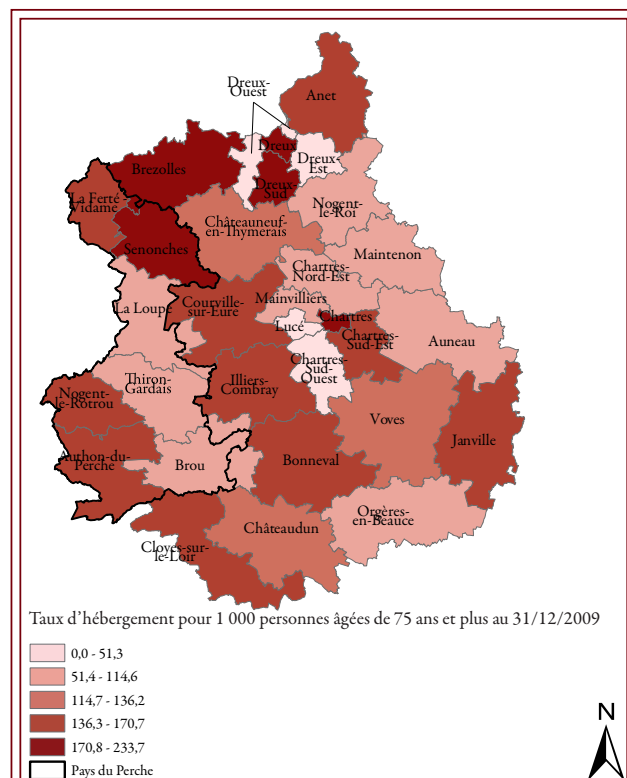 Dreux-
Ouest
Anet
Dreux
Dreux-
Est
Brezolles
Dreux-
Sud
La Ferté-
Vidame
Nogent-
le-Roi
Châteauneuf-
en-Thymerais
Senonches
Maintenon
Chartres-
Nord-Est
Mainvilliers
Courville-
sur-Eure
La Loupe
Lucé
Chartres
Chartres-
Sud-Est
Auneau
Chartres-
Sud-
Ouest
Thiron-
Gardais
Illiers-
Combray
Nogent-
le-Rotrou
Voves
Janville
Authon-du-
Perche
Brou
Bonneval
Orgères-
en-Beauce
Châteaudun
Cloyes-sur-
le-Loir
Taux d'hébergement pour 1 000 personnes âgées de 75 ans et plus au 31/12/2009
0,0 - 51,3
51,4 - 114,6
114,7 - 136,2
136,3 - 170,7
170,8 - 233,7
Pays du Perche
N